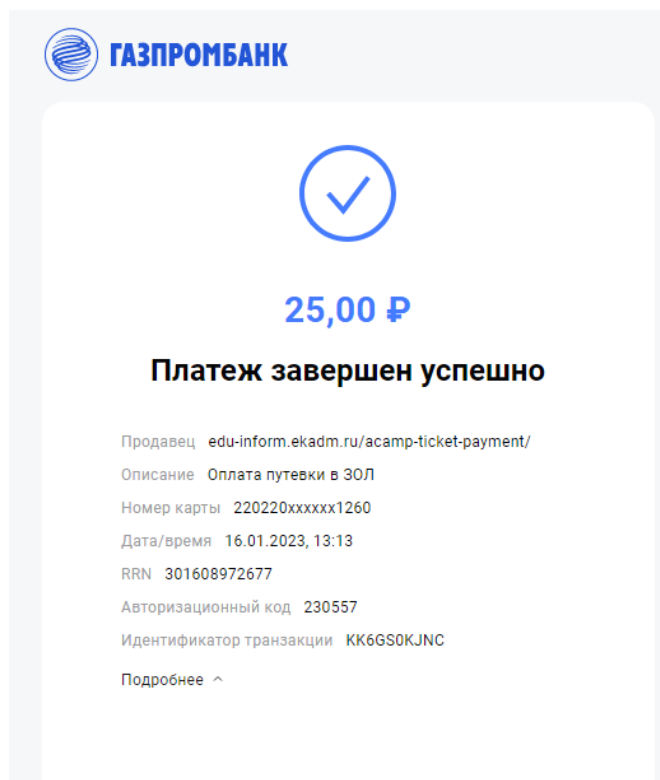 ГАЗПРОМБАНК
25,00 ₽
Платеж завершен успешно
Продавец edu-inform.ekadm.ru/acamp-ticket-payment/
Описание Оплата путевки в ЗОЛ
Номер карты 220220xxxxxx1260
Дата/время 16.01.2023, 13:13
RRN 301608972677
Авторизационный код 230557
Идентификатор транзакции KK6GS0KJNC
Подробнее